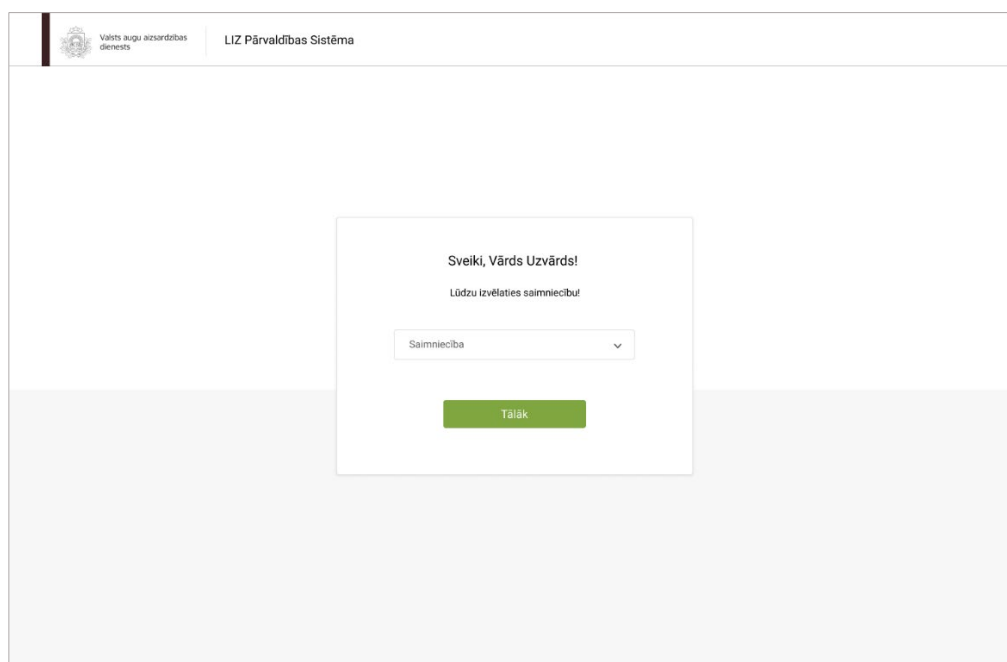 Valsts augu aizsardzības
dienests
LIZ Pārvaldības Sistēma
Sveiki, Vārds Uzvārds!
Lūdzu izvēlaties saimniecību!
Saimniecība
Tālāk